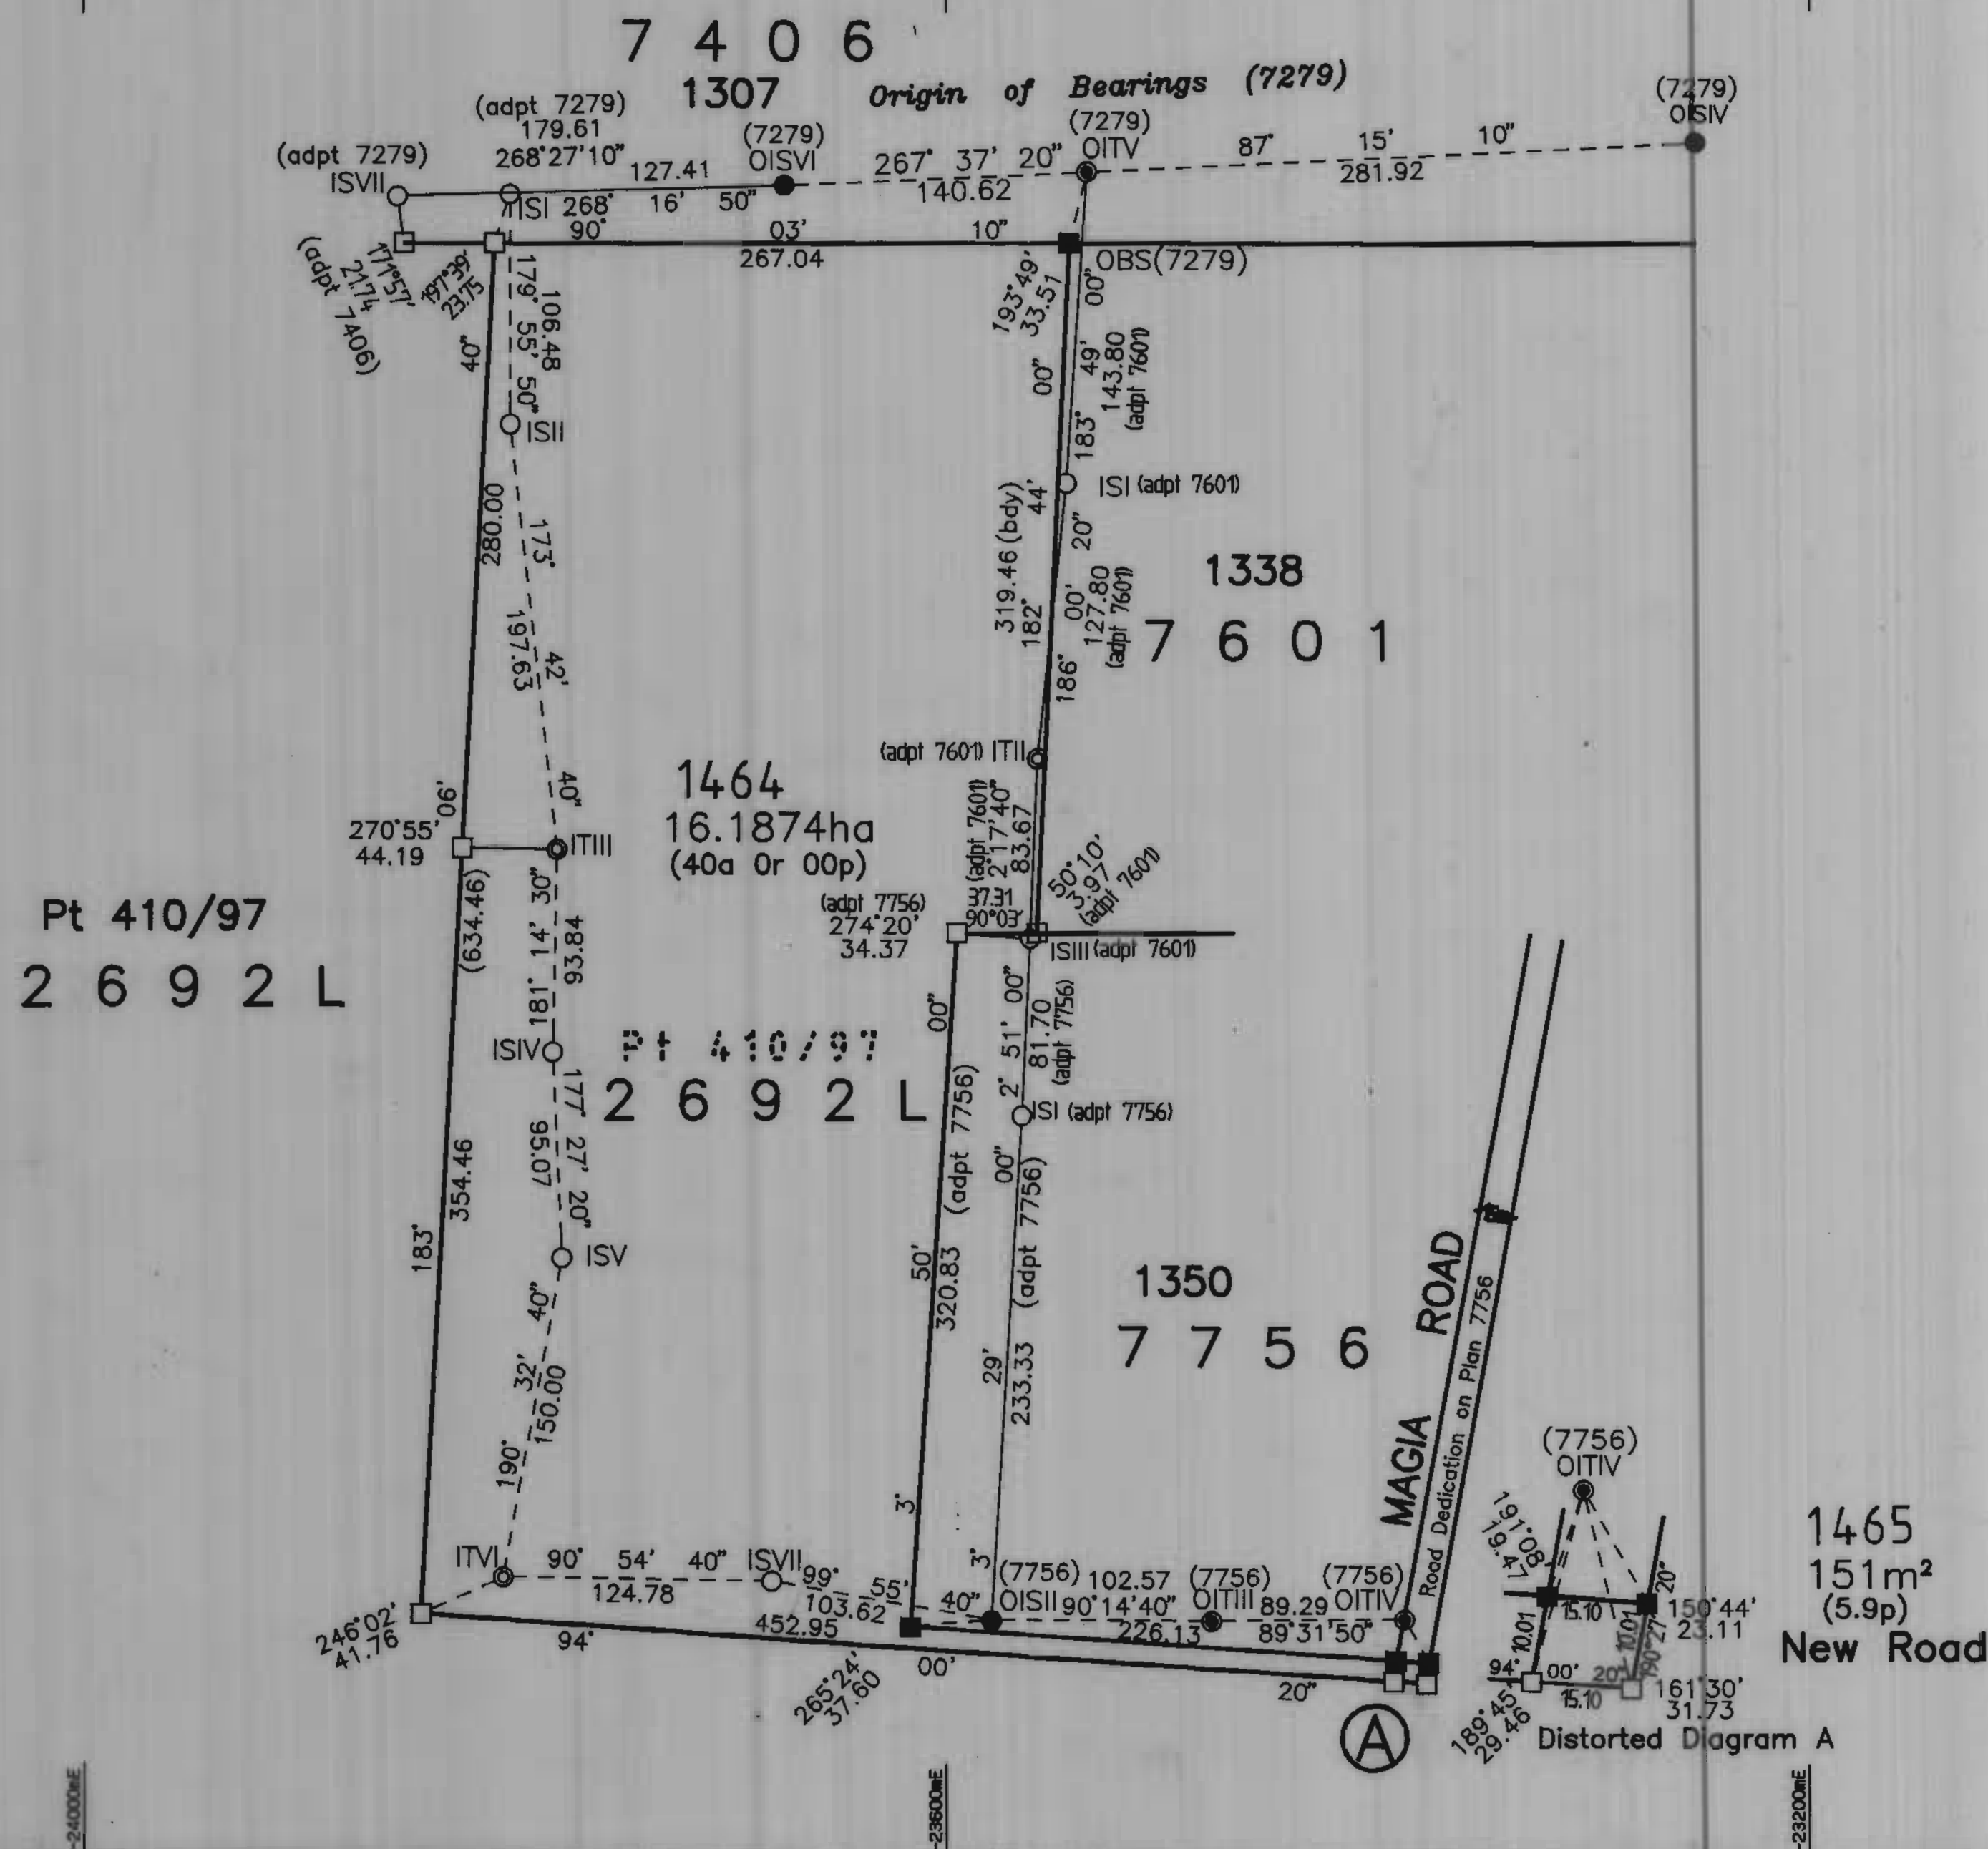 7 4 0 6
1307
Origin of Bearings (7279)
(adpt 7279)
179.61
268°27'10"
(adpt 7279)
ISVII
127.41
(7279)
OISVI
267° 37' 20"
140.62
(7279)
OITV
87° 15' 10"
281.92
(7279)
OISIV
ISI 268° 16' 50"
90° 03' 10"
267.04
OBS(7279)
171°57'
21.74
(adpt 7406)
197°39'
23.75
106.48
179° 55' 50"
193°49'
33.51
00"
49'
183°
143.80
(adpt 7601)
40"
00"
ISII
ISI (adpt 7601)
280.00
173°
42'
40"
197.63
319.46 (bdy)
44'
182°
20"
00'
186°
127.80
(adpt 7601)
1338
7 6 0 1
(adpt 7601) ITII
1464
16.1874ha
(40a 0r 00p)
06'
270°55'
44.19
ITIII
(adpt 7601)
2°17'40"
83.67
50°10'
3.97
(adpt 7601)
37.31
90°03'
(adpt 7756)
274°20'
34.37
ISIII (adpt 7601)
Pt 410/97
2 6 9 2 L
(634.46)
181° 14' 30"
93.84
00"
2° 51' 00"
81.70
(adpt 7756)
ISIV
Pt 410/97
2 6 9 2 L
ISI (adpt 7756)
177° 27' 20"
95.07
354.46
183°
(adpt 7756)
50'
320.83
3°
00"
(adpt 7756)
29'
233.33
3°
ISV
1350
7 7 5 6
190° 32' 40"
150.00
MAGIA ROAD
Road Dedication on Plan 7756
ITVI
90° 54' 40"
124.78
ISVII
99° 55' 40"
103.62
(7756)
OISII
102.57
90°14'40"
(7756)
OITIII
89.29
89°31'50"
(7756)
OITIV
246°02'
41.76
94° 00' 20"
452.95
226.13
265°24'
37.60
A
(7756)
OITIV
191°08'
19.47
20"
15.10
150°44'
23.11
10.01
10.01
190°27'
94° 00' 20"
15.10
161°30'
31.73
189°45'
29.46
Distorted Diagram A
1465
151m²
(5.9p)
New Road
-24000mE
-23600mE
-23200mE